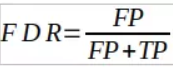 F D R = FP / FP+TP